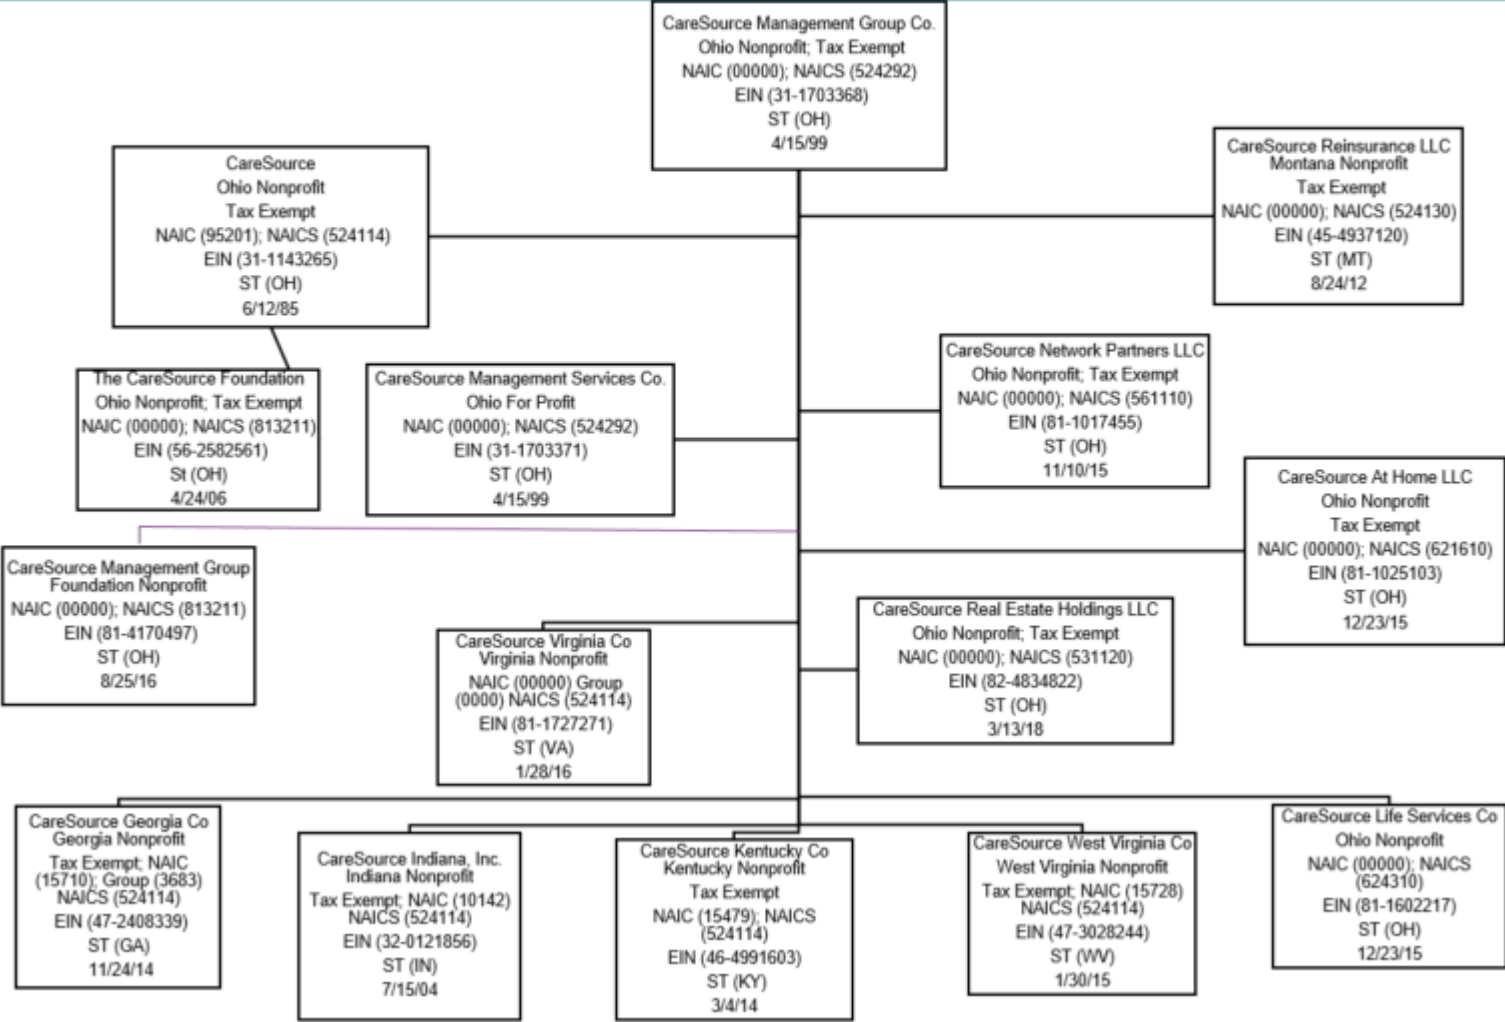 CareSource Management Group Co.
Ohio Nonprofit; Tax Exempt
NAIC (00000); NAICS (524292)
EIN (31-1703368)
ST (OH)
4/15/99
CareSource
Ohio Nonprofit
Tax Exempt
NAIC (95201); NAICS (524114)
EIN (31-1143265)
ST (OH)
6/12/85
CareSource Reinsurance LLC
Montana Nonprofit
Tax Exempt
NAIC (00000); NAICS (524130)
EIN (45-4937120)
ST (MT)
8/24/12
The CareSource Foundation
Ohio Nonprofit; Tax Exempt
NAIC (00000); NAICS (813211)
EIN (56-2582561)
St (OH)
4/24/06
CareSource Management Services Co.
Ohio For Profit
NAIC (00000); NAICS (524292)
EIN (31-1703371)
ST (OH)
4/15/99
CareSource Network Partners LLC
Ohio Nonprofit; Tax Exempt
NAIC (00000); NAICS (561110)
EIN (81-1017455)
ST (OH)
11/10/15
CareSource At Home LLC
Ohio Nonprofit
Tax Exempt
NAIC (00000); NAICS (621610)
EIN (81-1025103)
ST (OH)
12/23/15
CareSource Management Group
Foundation Nonprofit
NAIC (00000); NAICS (813211)
EIN (81-4170497)
ST (OH)
8/25/16
CareSource Virginia Co
Virginia Nonprofit
NAIC (00000) Group
(0000) NAICS (524114)
EIN (81-1727271)
ST (VA)
1/28/16
CareSource Real Estate Holdings LLC
Ohio Nonprofit; Tax Exempt
NAIC (00000); NAICS (531120)
EIN (82-4834822)
ST (OH)
3/13/18
CareSource Georgia Co
Georgia Nonprofit
Tax Exempt; NAIC
(15710); Group (3683)
NAICS (524114)
EIN (47-2408339)
ST (GA)
11/24/14
CareSource Indiana, Inc.
Indiana Nonprofit
Tax Exempt; NAIC (10142)
NAICS (524114)
EIN (32-0121856)
ST (IN)
7/15/04
CareSource Kentucky Co
Kentucky Nonprofit
Tax Exempt
NAIC (15479); NAICS
(524114)
EIN (46-4991603)
ST (KY)
3/4/14
CareSource West Virginia Co
West Virginia Nonprofit
Tax Exempt; NAIC (15728)
NAICS (524114)
EIN (47-3028244)
ST (WV)
1/30/15
CareSource Life Services Co
Ohio Nonprofit
NAIC (00000); NAICS
(624310)
EIN (81-1602217)
ST (OH)
12/23/15